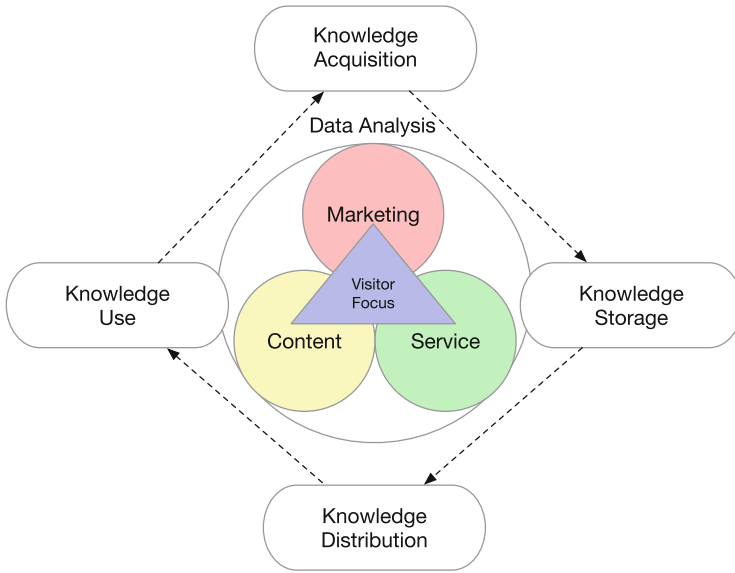 Knowledge
Acquisition
Data Analysis
Marketing
Visitor
Focus
Knowledge
Use
Knowledge
Storage
Content
Service
Knowledge
Distribution